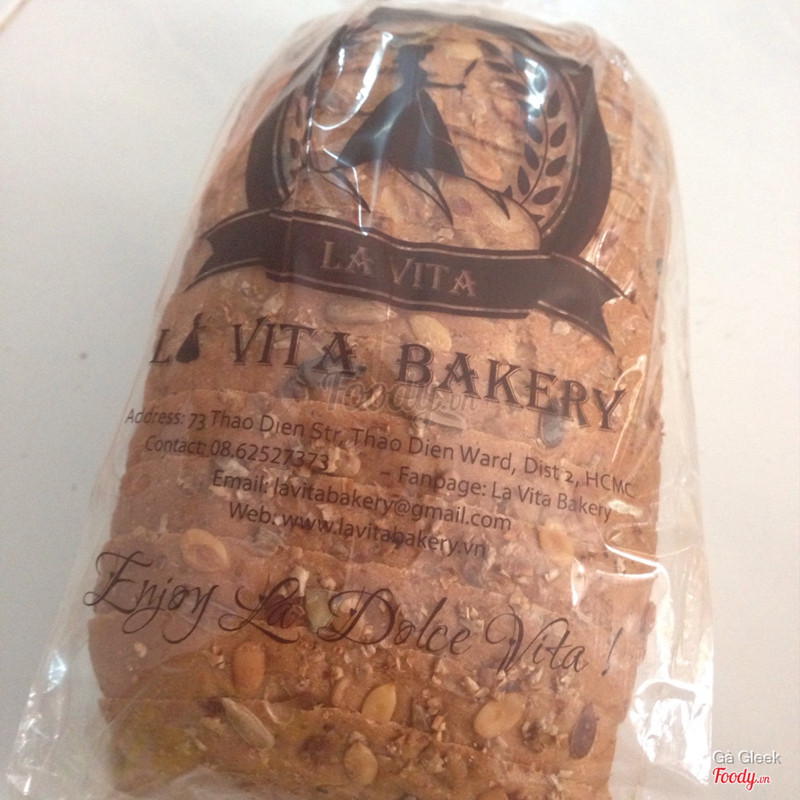 LA VITA
LA VITA BAKERY
Foody.vn
Address: 73 Thao Dien Str, Thao Dien Ward, Dist 2, HCMC
Contact: 08.62527373 - Fanpage: La Vita Bakery
Email: lavitabakery@gmail.com
Web: www.lavitabakery.vn
Enjoy La Dolce Vita !
Gà Gleek
Foody.vn